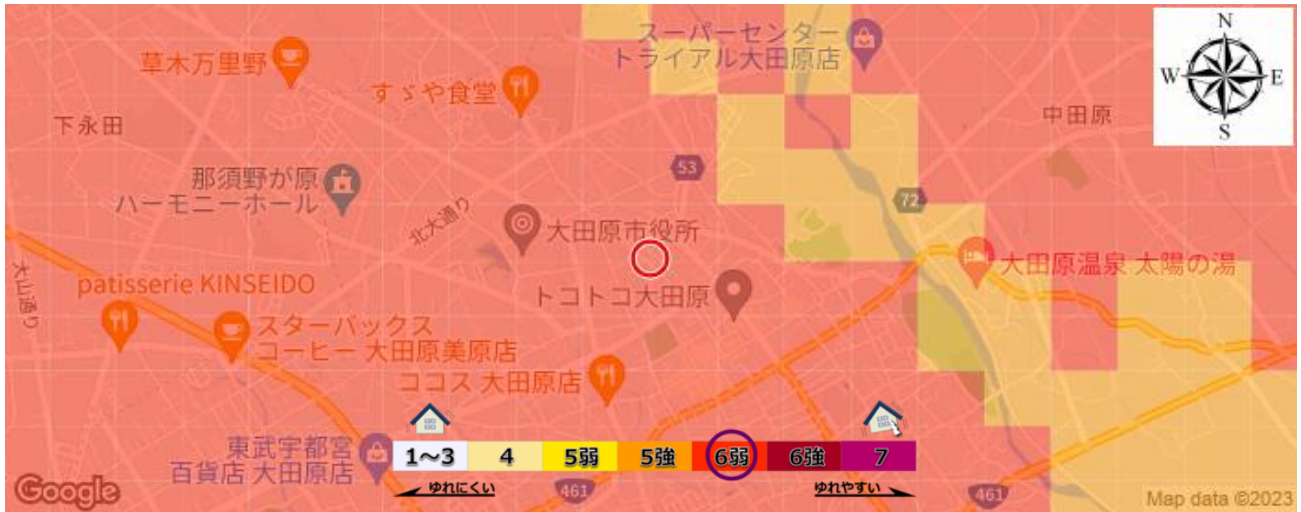 スーパーセンター
トライアル大田原店
草木万里野
すゞや食堂
下永田
中田原
N
W
E
S
53
那須野が原
ハーモニーホール
72
北大通り
大田原市役所
大田原温泉 太陽の湯
大山通り
patisserie KINSEIDO
トコトコ大田原
スターバックス
コーヒー 大田原美原店
ココス 大田原店
東武宇都宮
百貨店 大田原店
1~3 4 5弱 5強 6弱 6強 7
ゆれにくい
ゆれやすい
461
461
Google
Map data ©2023